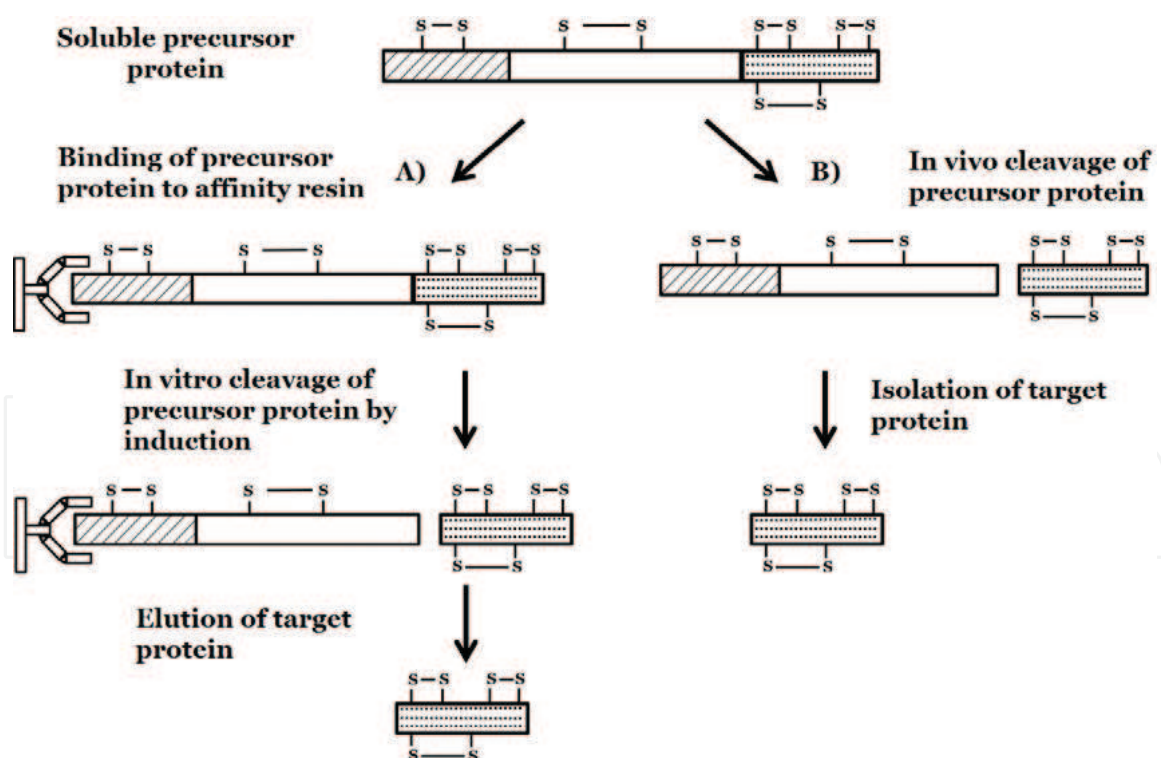 S S S S S S S S
Soluble precursor
protein
S S
Binding of precursor
protein to affinity resin
A)
B)
In vivo cleavage of
precursor protein
S S S S S S S S
S S
S S S S S S S S
S S
In vitro cleavage of
precursor protein by
induction
Isolation of target
protein
S S S S S S S S
S S
S S S S
S S
Elution of target
protein
S S S S
S S